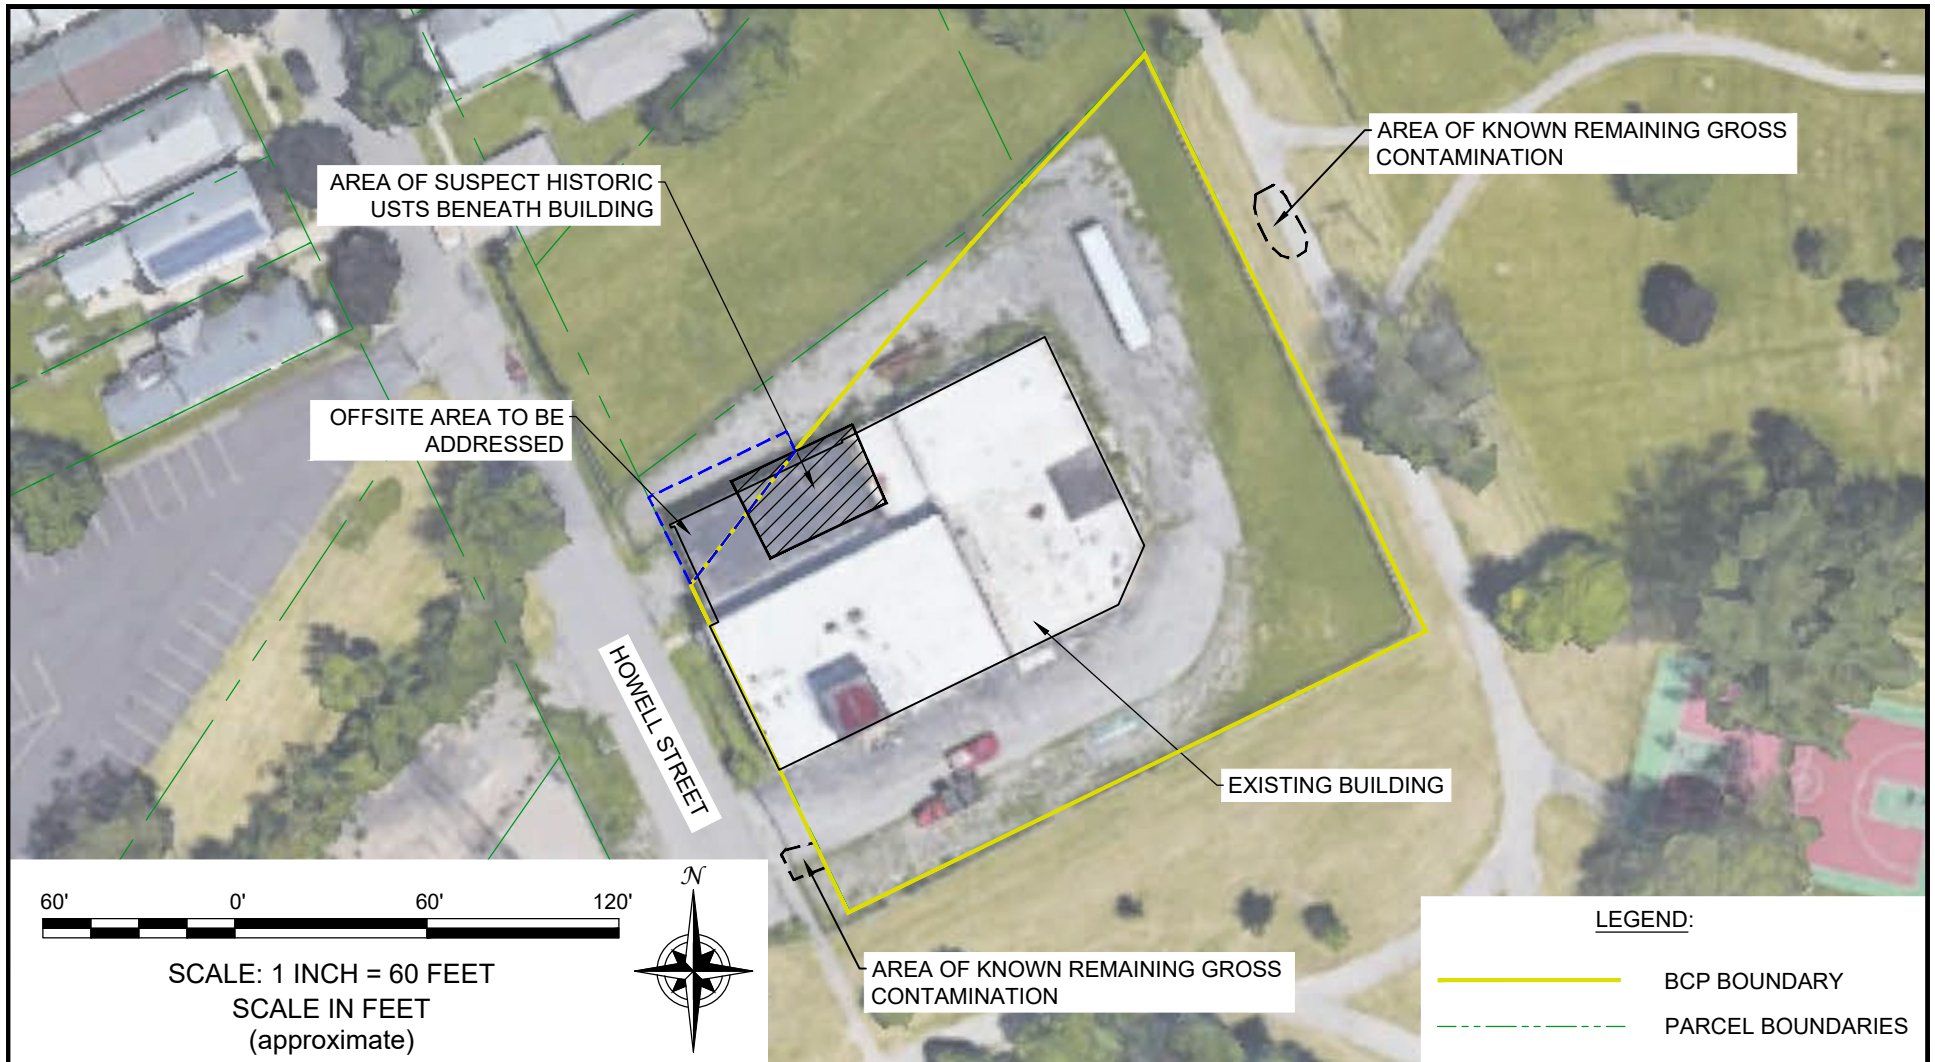 AREA OF KNOWN REMAINING GROSS
CONTAMINATION
AREA OF SUSPECT HISTORIC
USTS BENEATH BUILDING
OFFSITE AREA TO BE
ADDRESSED
HOWELL STREET
EXISTING BUILDING
AREA OF KNOWN REMAINING GROSS
CONTAMINATION
60'
0'
60'
120'
SCALE: 1 INCH = 60 FEET
SCALE IN FEET
(approximate)
N
LEGEND:
BCP BOUNDARY
PARCEL BOUNDARIES